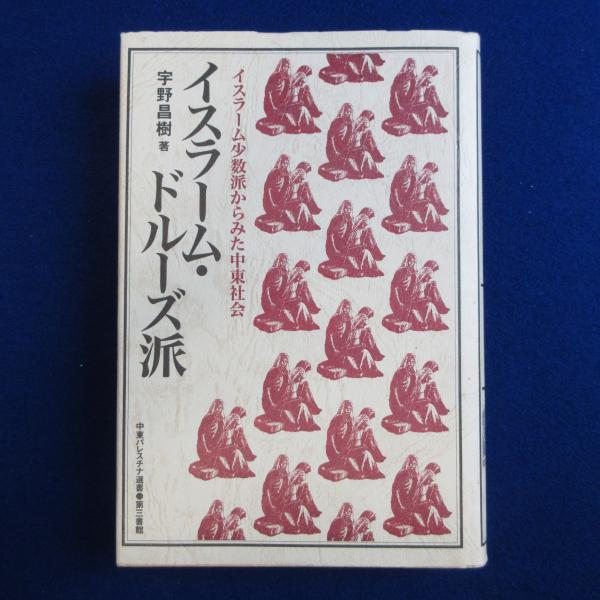 イスラーム少数派からみた中東社会
イスラーム・
ドルーズ派
宇野昌樹 著
中東パレスチナ選書
第三書館